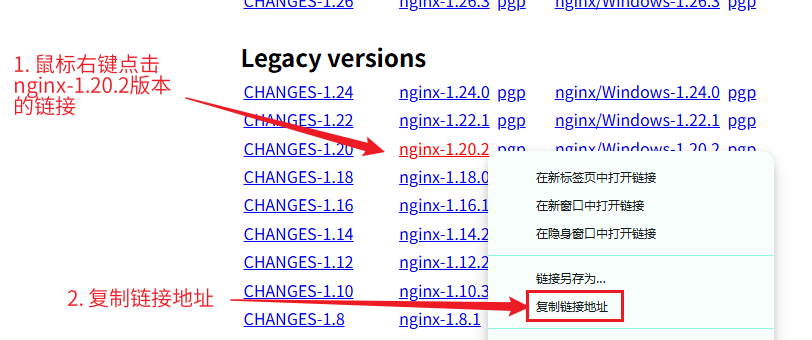 CHANGES-1.26 nginx-1.26.3 pgp nginx/Windows-1.26.3 pgp
Legacy versions
1. 鼠标右键点击
nginx-1.20.2版本
的链接
CHANGES-1.24 nginx-1.24.0 pgp nginx/Windows-1.24.0 pgp
CHANGES-1.22 nginx-1.22.1 pgp nginx/Windows-1.22.1 pgp
CHANGES-1.20 nginx-1.20.2 pgp nginx/Windows-1.20.2 pgp
CHANGES-1.18 nginx-1.18.0
CHANGES-1.16 nginx-1.16.1
CHANGES-1.14 nginx-1.14.2
CHANGES-1.12 nginx-1.12.2
CHANGES-1.10 nginx-1.10.3
CHANGES-1.8 nginx-1.8.1
在新标签页中打开链接
在新窗口中打开链接
在隐身窗口中打开链接
链接另存为...
复制链接地址
2. 复制链接地址